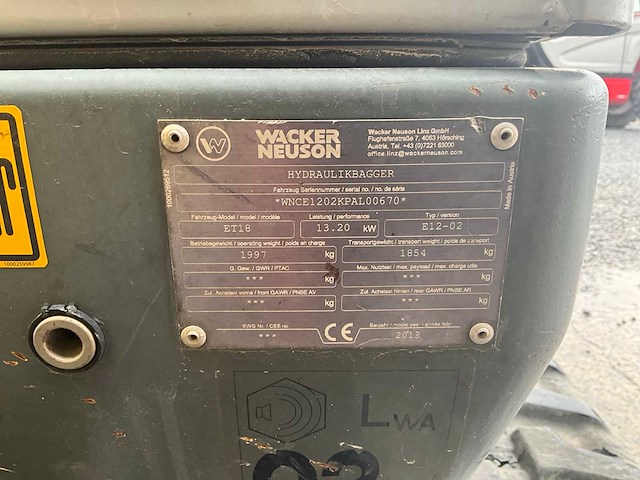 WACKER
NEUSON
Wacker Neuson Linz GmbH
Flughafenstraße 7, 4063 Hörsching
Austria, Tel. +43 (0)7221 63000
office.linz@wackerneuson.com
HYDRAULIKBAGGER
Fahrzeug Seriennummer / serial no. / no. de série
*WNCE1202KPAL00670*
Fahrzeug-Model / model / modèle
Leistung / performance
Typ / version
ET18
13.20 kW
E12-02
Betriebsgewicht / operating weight / poids en charge
Transportgewicht / transport weight / poids de transport
1997 kg
1854 kg
G. Gew. / GWR / PTAC
Max. Nutzlast / max. payload / max. charge utile
*** kg
*** kg
Zul. Achslast vorne / front GAWR / PNBE AV
Zul. Achslast hinten / rear GAWR / PNBE AR
*** kg
*** kg
EWG Nr. / CEE no.
***
CE
Baujahr / model year / année fabr.
2013
Made in Austria
1000269512
1000259987
LWA